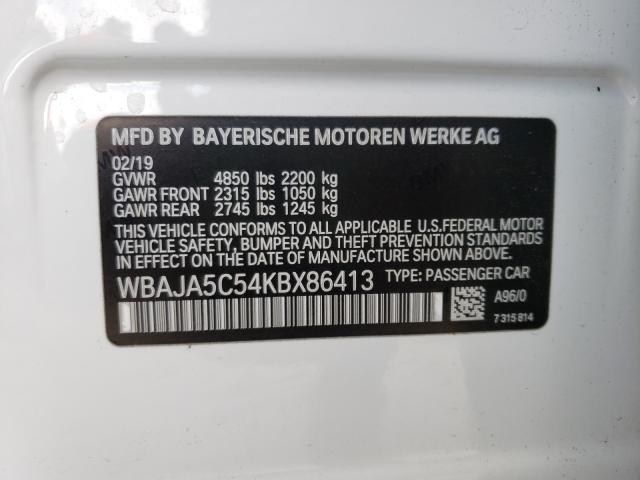 MFD BY BAYERISCHE MOTOREN WERKE AG
02/19
GVWR 4850 lbs 2200 kg
GAWR FRONT 2315 lbs 1050 kg
GAWR REAR 2745 lbs 1245 kg
THIS VEHICLE CONFORMS TO ALL APPLICABLE U.S.FEDERAL MOTOR
VEHICLE SAFETY, BUMPER AND THEFT PREVENTION STANDARDS
IN EFFECT ON THE DATE OF MANUFACTURE SHOWN ABOVE.
WBAJA5C54KBX86413 TYPE: PASSENGER CAR
A96/0
7 315 814